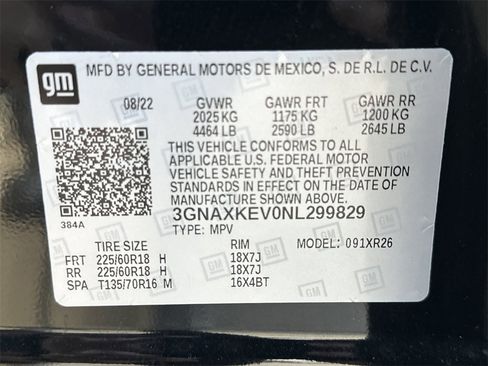 gm MFD BY GENERAL MOTORS DE MEXICO, S. DE R.L. DE C.V.
08/22 GVWR GAWR FRT GAWR RR
2025 KG 1175 KG 1200 KG
4464 LB 2590 LB 2645 LB
THIS VEHICLE CONFORMS TO ALL
APPLICABLE U.S. FEDERAL MOTOR
VEHICLE SAFETY AND THEFT PREVENTION
STANDARDS IN EFFECT ON THE DATE OF
MANUFACTURE SHOWN ABOVE.
3GNAXKEV0NL299829
384A TYPE: MPV MODEL: 091XR26
TIRE SIZE RIM
FRT 225/60R18 H 18X7J
RR 225/60R18 H 18X7J
SPA T135/70R16 M 16X4BT